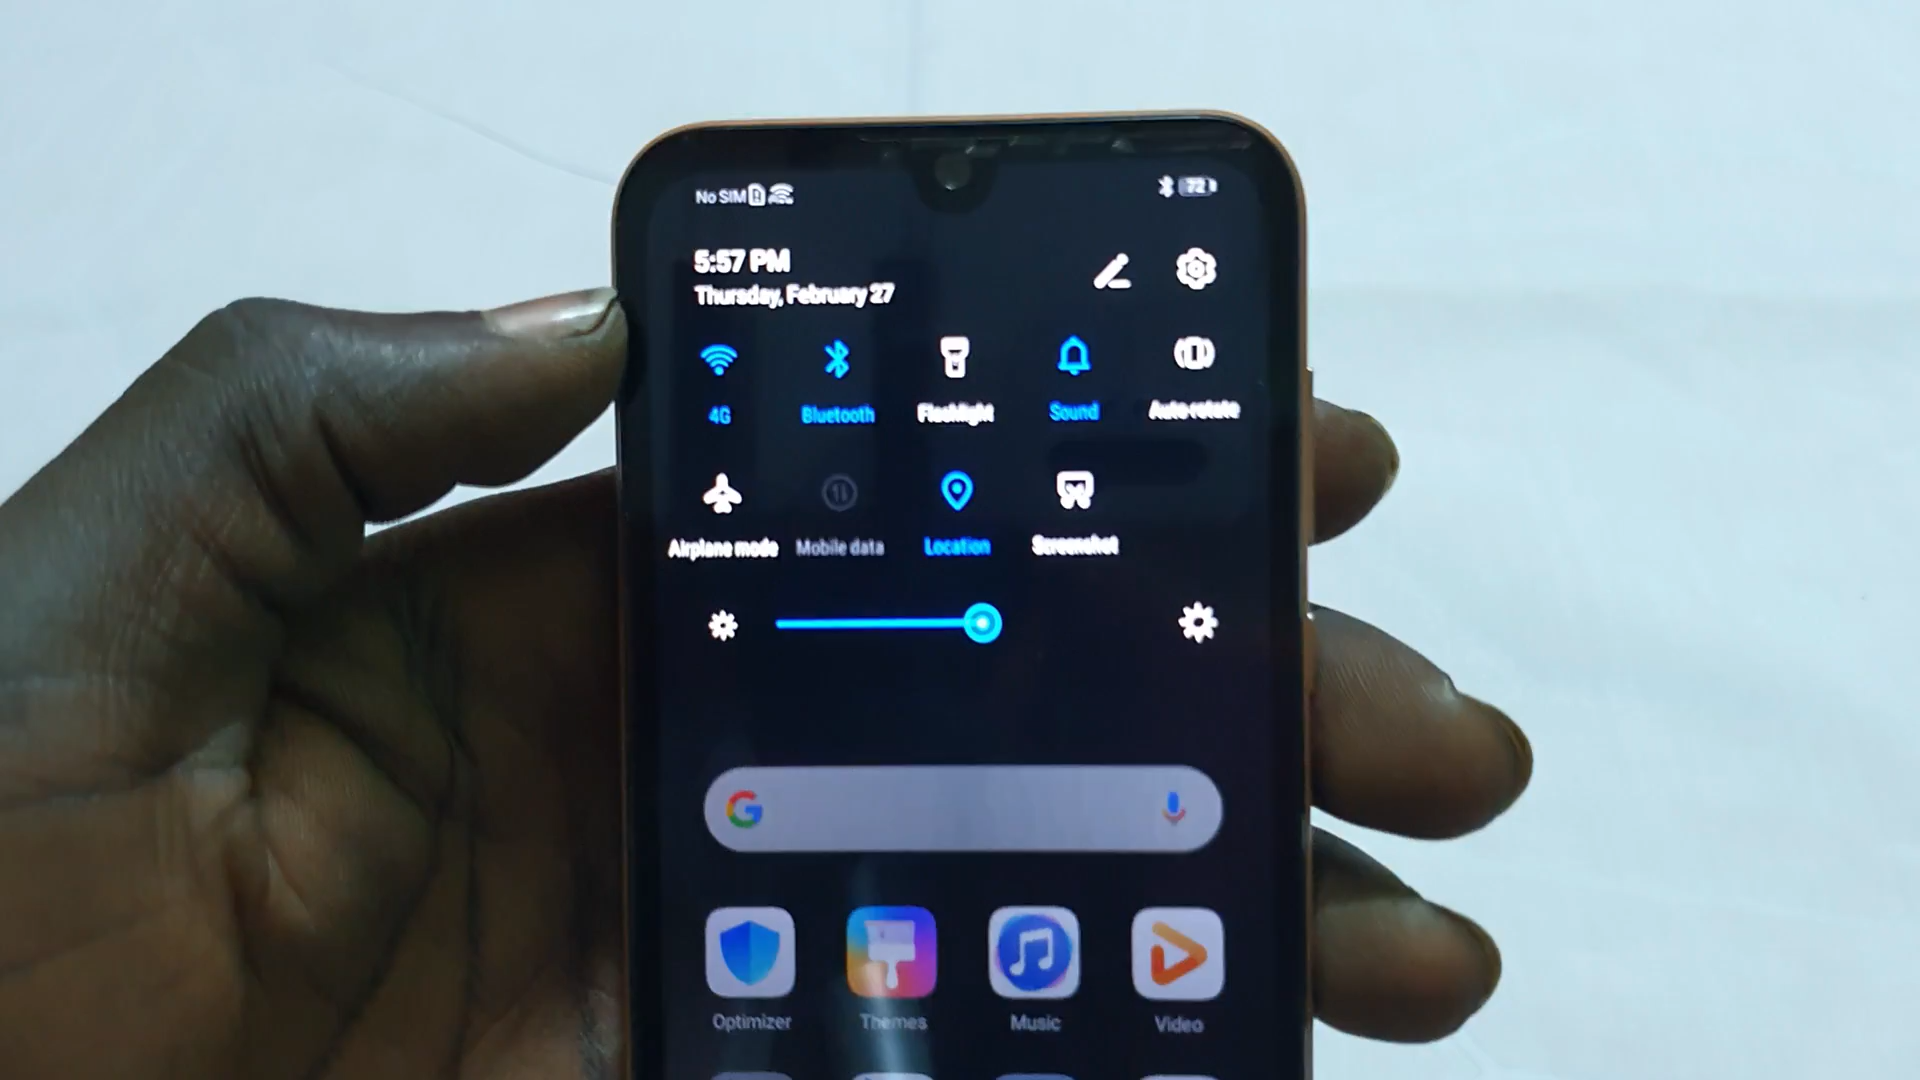 No SIM 72
5:57 PM
Thursday, February 27
4G Bluetooth Flashlight Sound Auto rotate
Airplane mode Mobile data Location Screenshot
G
Optimizer Themes Music Video